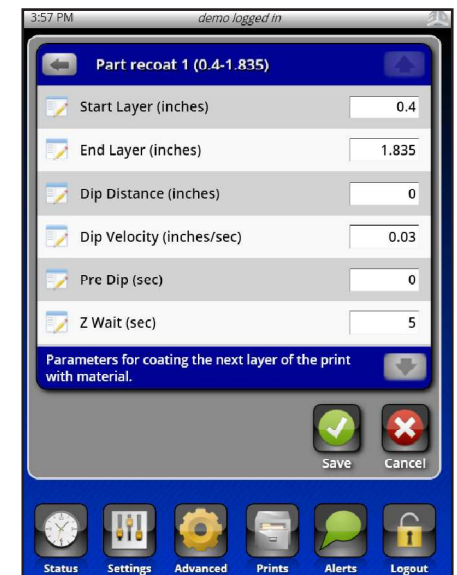 3:57 PM demo logged in
Part recoat 1 (0.4-1.835)
Start Layer (inches) 0.4
End Layer (inches) 1.835
Dip Distance (inches) 0
Dip Velocity (inches/sec) 0.03
Pre Dip (sec) 0
Z Wait (sec) 5
Parameters for coating the next layer of the print
with material.
Save Cancel
Status Settings Advanced Prints Alerts Logout